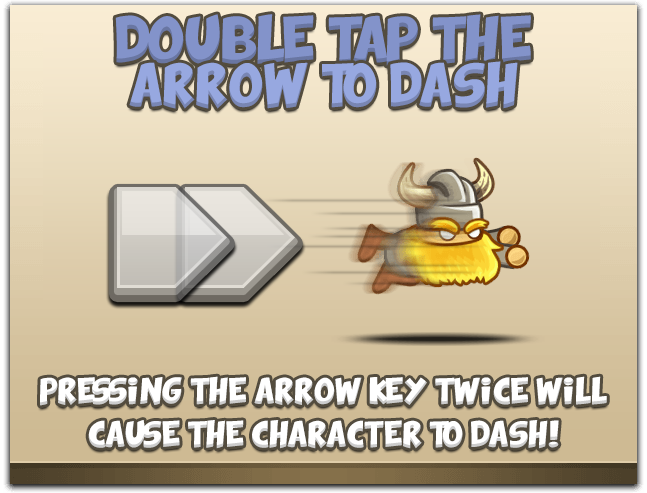 DOUBLE TAP THE
ARROW TO DASH
PRESSING THE ARROW KEY TWICE WILL
CAUSE THE CHARACTER TO DASH!